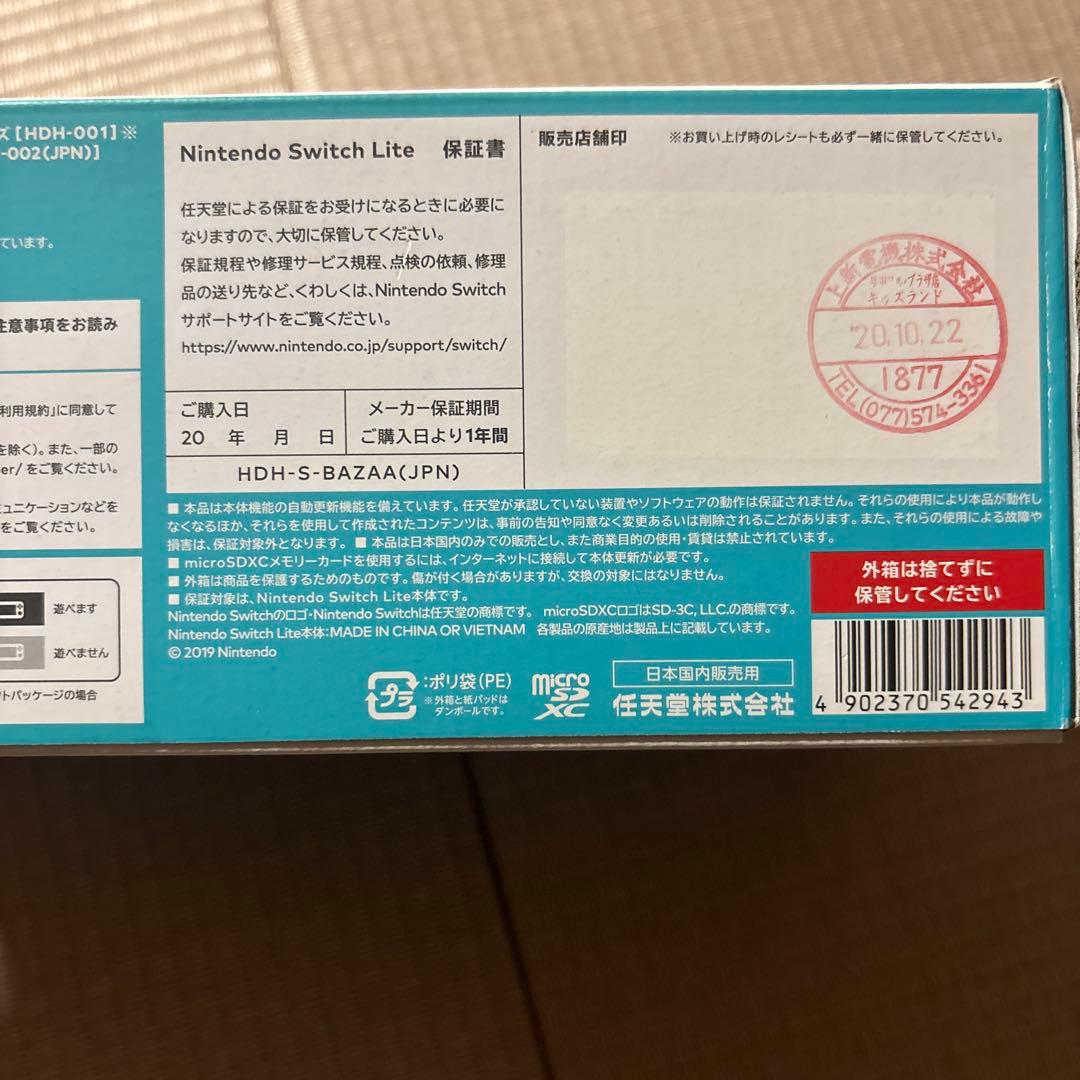 ズ [HDH-001] ※
-002(JPN)]
ています。
注意事項をお読み
利用規約」に同意して
を除く)。また、一部の
er/ をご覧ください。
ミュニケーションなどを
をご覧ください。
遊べます
遊べません
トパッケージの場合
Nintendo Switch Lite 保証書
任天堂による保証をお受けになるときに必要に
なりますので、大切に保管してください。
保証規程や修理サービス規程、点検の依頼、修理
品の送り先など、くわしくは、Nintendo Switch
サポートサイトをご覧ください。
https://www.nintendo.co.jp/support/switch/
ご購入日
20 年 月 日
メーカー保証期間
ご購入日より1年間
HDH-S-BAZAA(JPN)
販売店舗印 ※お買い上げ時のレシートも必ず一緒に保管してください。
上新電機株式会社
キッズランド
'20.10.22
1877
TEL(077)574-3361
■ 本品は本体機能の自動更新機能を備えています。任天堂が承認していない装置やソフトウェアの動作は保証されません。それらの使用により本品が動作し
なくなるほか、それらを使用して作成されたコンテンツは、事前の告知や同意なく変更あるいは削除されることがあります。また、それらの使用による故障や
損害は、保証対象外となります。 ■ 本品は日本国内のみでの販売とし、また商業目的の使用・賃貸は禁止されています。
■ microSDXCメモリーカードを使用するには、インターネットに接続して本体更新が必要です。
■ 外箱は商品を保護するためのものです。傷が付く場合がありますが、交換の対象にはなりません。
■ 保証対象は、Nintendo Switch Lite本体です。
Nintendo Switchのロゴ・Nintendo Switchは任天堂の商標です。 microSDXCロゴはSD-3C, LLC.の商標です。
Nintendo Switch Lite本体:MADE IN CHINA OR VIETNAM 各製品の原産地は製品上に記載しています。
© 2019 Nintendo
外箱は捨てずに
保管してください
プラ
:ポリ袋(PE)
※外箱と紙パッドは
ダンボールです。
micro
SD
XC
日本国内販売用
任天堂株式会社
4 902370 542943